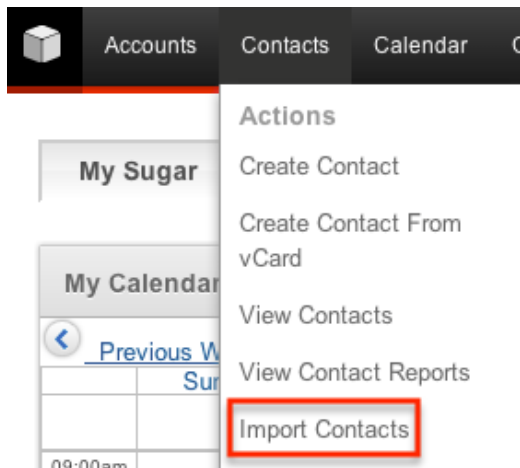 Accounts Contacts Calendar
Actions
My Sugar
Create Contact
Create Contact From
vCard
My Calendar
View Contacts
Previous W
Sun
View Contact Reports
Import Contacts
09:00am